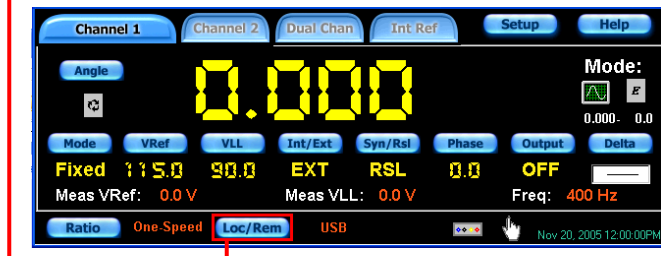 Channel 1 Channel 2 Dual Chan Int Ref Setup Help
Angle 0.000 Mode:
E
0.000- 0.0
Mode VRef VLL Int/Ext Syn/Rsl Phase Output Delta
Fixed 115.0 90.0 EXT RSL 0.0 OFF
Meas VRef: 0.0 V Meas VLL: 0.0 V Freq: 400 Hz
Ratio One-Speed Loc/Rem USB Nov 20, 2005 12:00:00PM